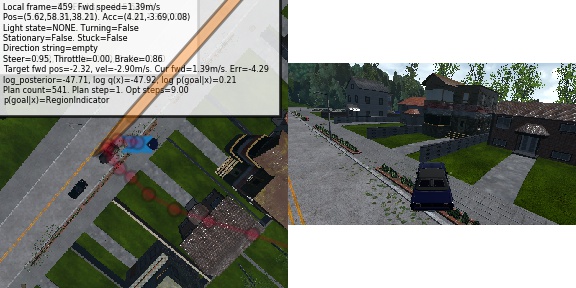 Local frame=459. Fwd speed=1.39m/s
Pos=(5.62,58.31,38.21). Acc=(4.21,-3.69,0.08)
Light state=NONE. Turning=False
Stationary=False. Stuck=False
Direction string=empty
Steer=0.95, Throttle=0.00, Brake=0.86
Target fwd pos=-2.32, vel=-2.90m/s. Cur fwd=1.39m/s. Err=-4.29
log_posterior=-47.71, log q(x)=-47.92, log p(goal|x)=0.21
Plan count=541. Plan step=1. Opt steps=9.00
p(goal|x)=RegionIndicator